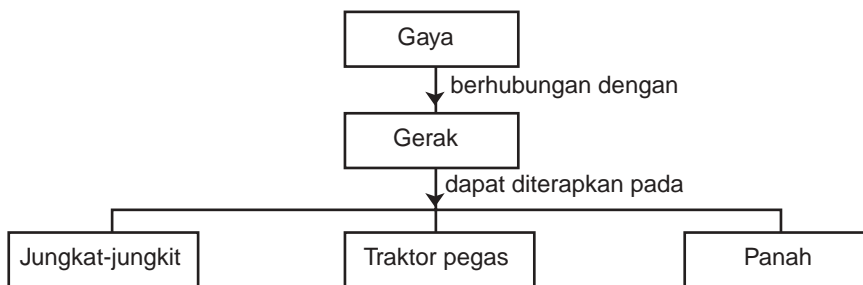 Gaya
berhubungan dengan
Gerak
dapat diterapkan pada
Jungkat-jungkit
Traktor pegas
Panah